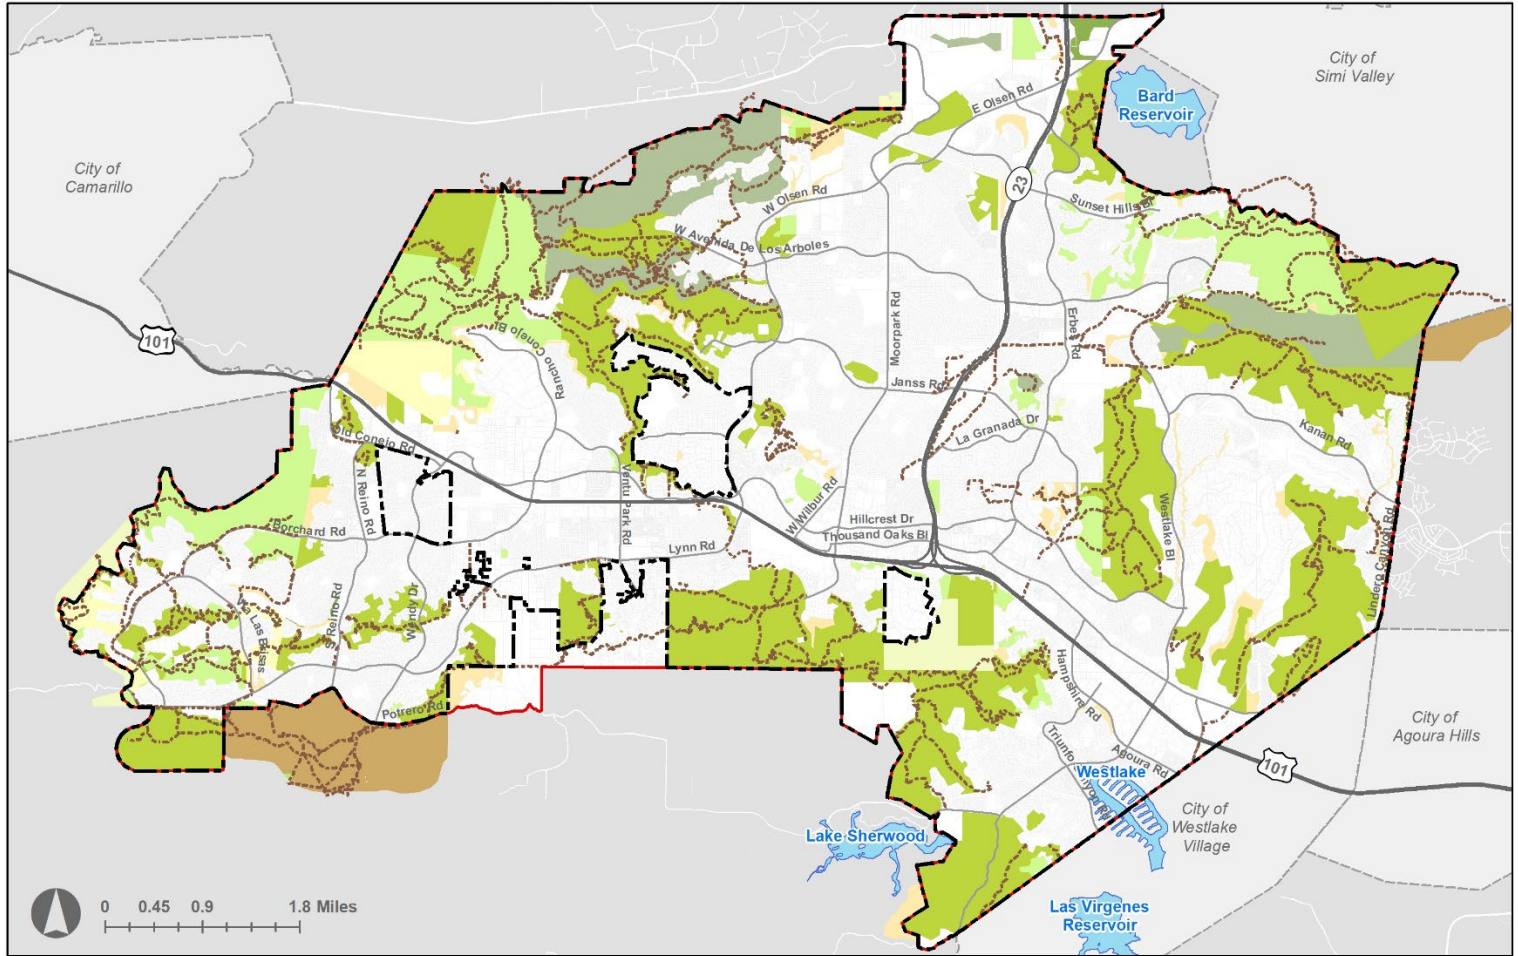 City of
Simi Valley
Bard
Reservoir
E Olsen Rd
City of
Camarillo
23
W Olsen Rd
Sunset Hills Bl
W Avenida De Los Arboles
101
Rancho Conejo Bl
Moorpark Rd
Erbes Rd
Janss Rd
Old Conejo Rd
La Granada Dr
Kanan Rd
N Reino Rd
Ventu Park Rd
W Wilbur Rd
Westlake Bl
Borchard Rd
Hillcrest Dr
Thousand Oaks Bl
Lynn Rd
Lindero Canyon Rd
S Reino Rd
Wendy Dr
W Las Brisas
Potrero Rd
Hampshire Rd
City of
Agoura Hills
Triunfo Canyon Rd
Agoura Rd
101
Westlake
City of
Westlake
Village
Lake Sherwood
0 0.45 0.9 1.8 Miles
Las Virgenes
Reservoir